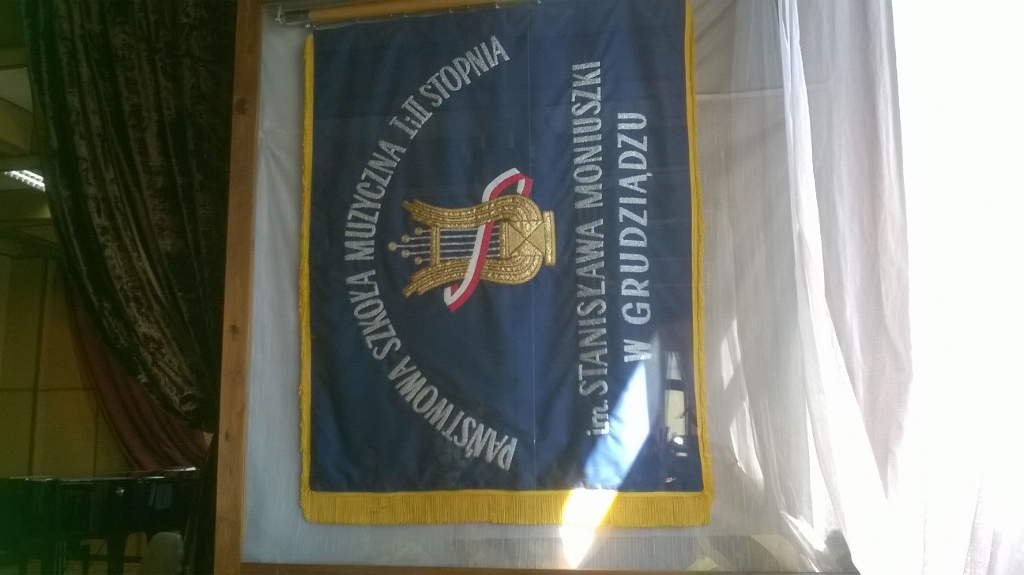 PAŃSTWOWA SZKOŁA MUZYCZNA I i II STOPNIA
im. STANISŁAWA MONIUSZKI
W GRUDZIĄDZU